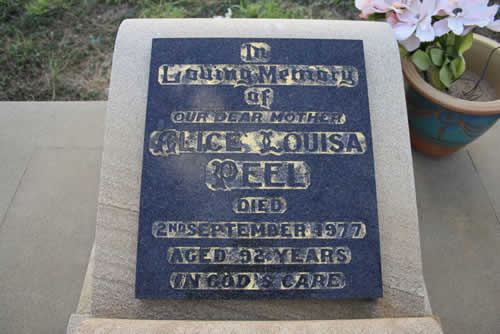 In
Loving Memory
of
OUR DEAR MOTHER
ALICE LOUISA
PEEL
DIED
2ND SEPTEMBER 1977
AGED 92 YEARS
IN GOD'S CARE